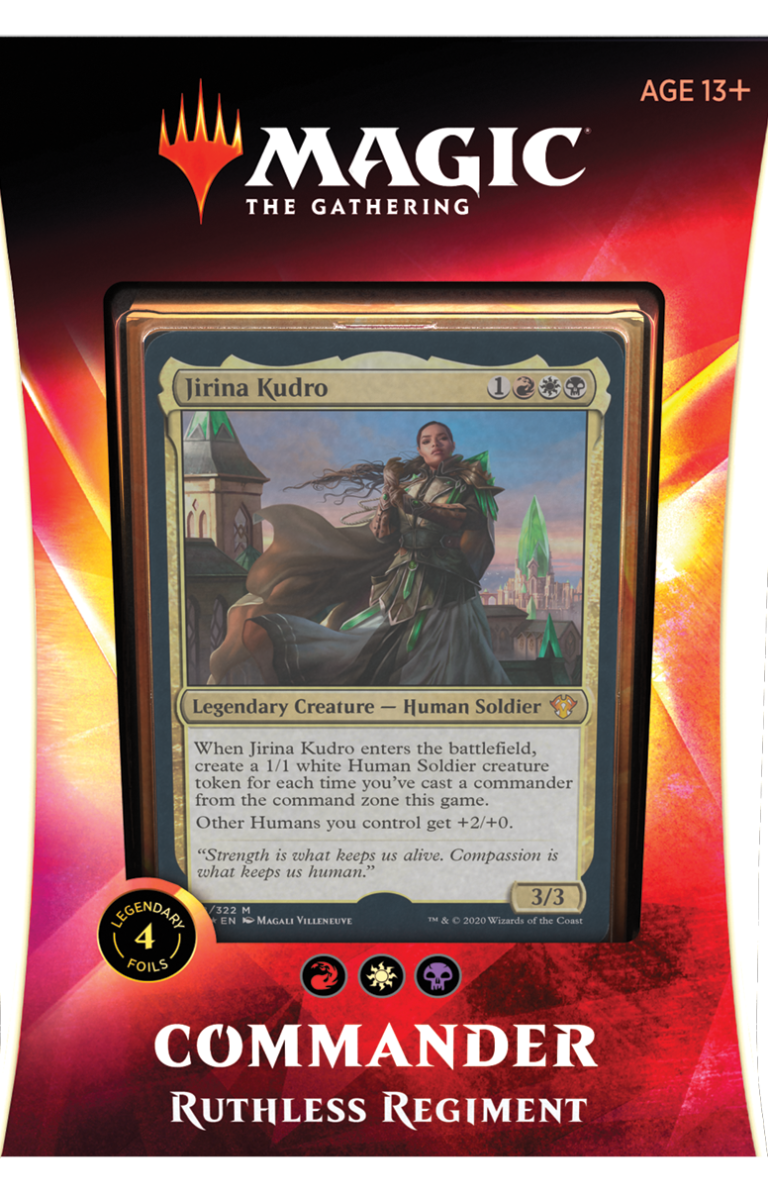 AGE 13+
MAGIC
THE GATHERING
Jirina Kudro
1
Legendary Creature — Human Soldier
When Jirina Kudro enters the battlefield,
create a 1/1 white Human Soldier creature
token for each time you've cast a commander
from the command zone this game.
Other Humans you control get +2/+0.
“Strength is what keeps us alive. Compassion is
what keeps us human.”
3/3
/322 M
EN MAGALI VILLENEUVE
™ & © 2020 Wizards of the Coast
LEGENDARY
4
FOILS
COMMANDER
RUTHLESS REGIMENT